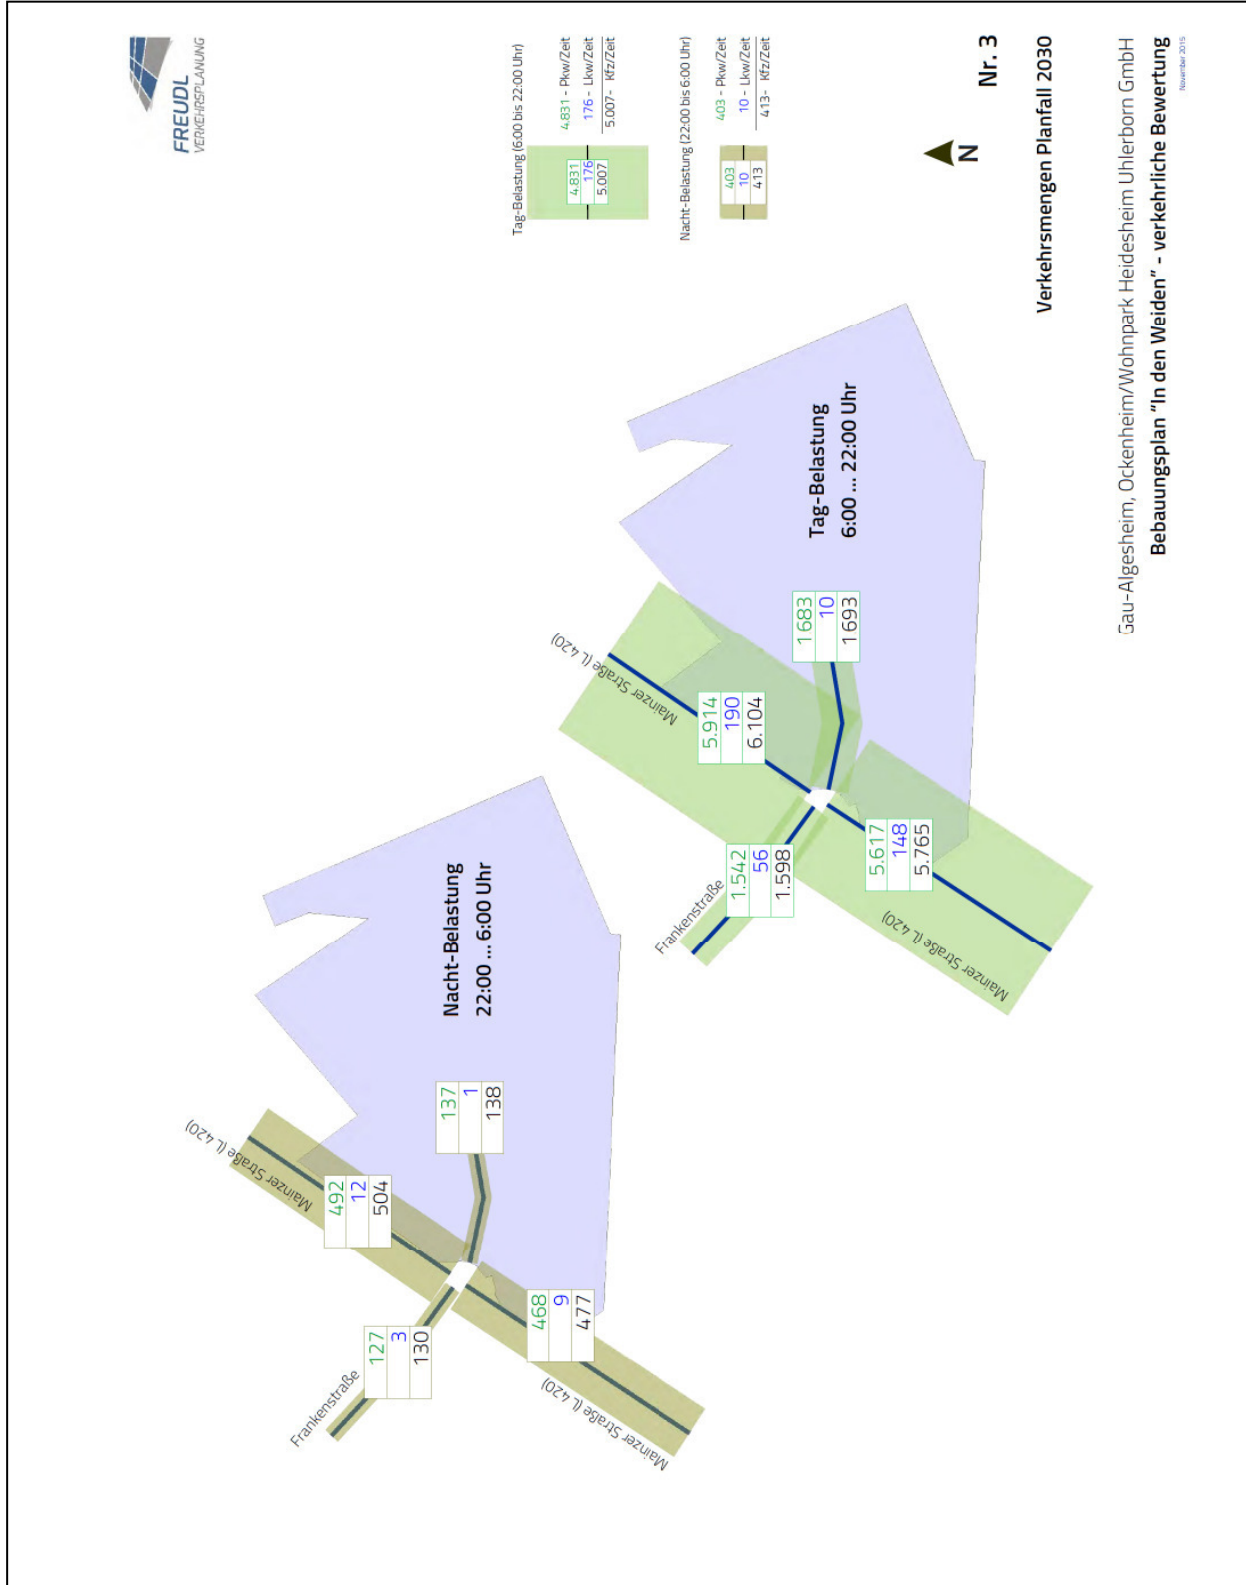 FREUDL
VERKEHRSPLANUNG
Tag-Belastung (6:00 bis 22:00 Uhr)
4.831
176
5.007
4.831 - Pkw/Zeit
176 - Lkw/Zeit
5.007 - Kfz/Zeit
Nacht-Belastung (22:00 bis 6:00 Uhr)
403
10
413
403 - Pkw/Zeit
10 - Lkw/Zeit
413 - Kfz/Zeit
N
Nr. 3
Verkehrsmengen Planfall 2030
Gau-Algesheim, Ockenheim/Wohnpark Heidesheim Uhlerborn GmbH
Bebauungsplan "In den Weiden" - verkehrliche Bewertung
November 2015
Nacht-Belastung
22:00 ... 6:00 Uhr
Mainzer Straße (L 420)
492
12
504
137
1
138
Frankenstraße
127
3
130
468
9
477
Mainzer Straße (L 420)
Tag-Belastung
6:00 ... 22:00 Uhr
Mainzer Straße (L 420)
5.914
190
6.104
1683
10
1693
Frankenstraße
1.542
56
1.598
5.617
148
5.765
Mainzer Straße (L 420)